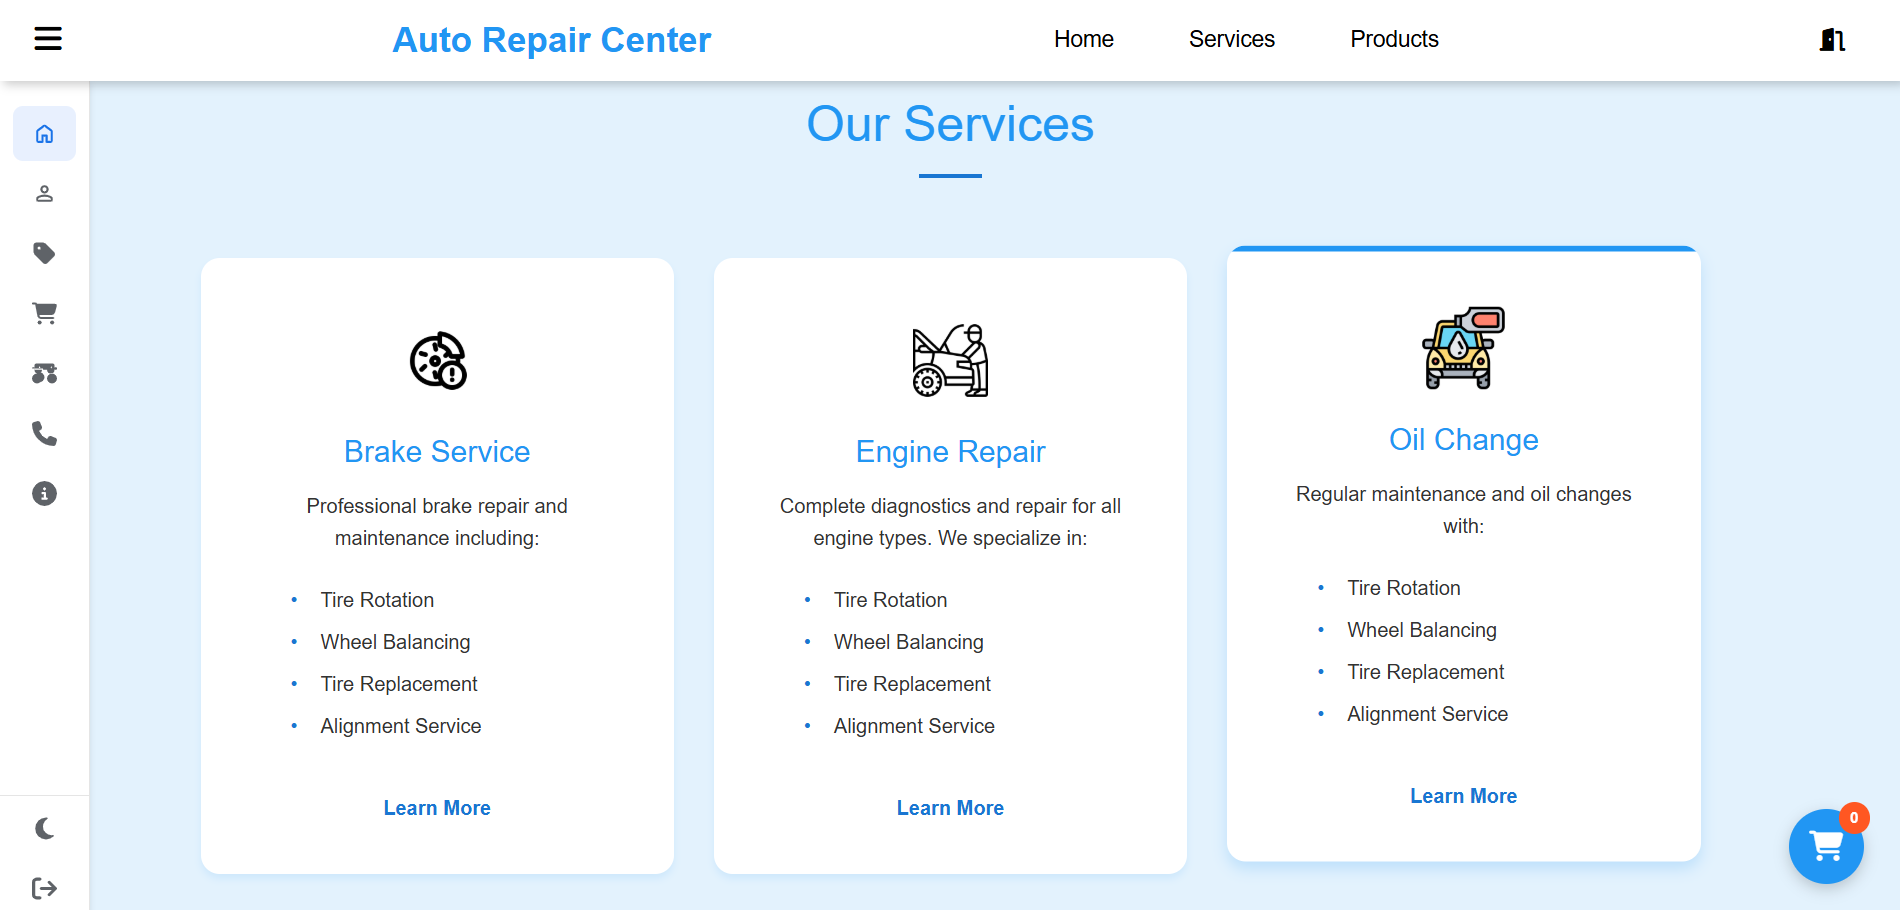 Auto Repair Center
Home
Services
Products
Our Services
Brake Service
Professional brake repair and
maintenance including:
• Tire Rotation
• Wheel Balancing
• Tire Replacement
• Alignment Service
Learn More
Engine Repair
Complete diagnostics and repair for all
engine types. We specialize in:
• Tire Rotation
• Wheel Balancing
• Tire Replacement
• Alignment Service
Learn More
Oil Change
Regular maintenance and oil changes
with:
• Tire Rotation
• Wheel Balancing
• Tire Replacement
• Alignment Service
Learn More
0